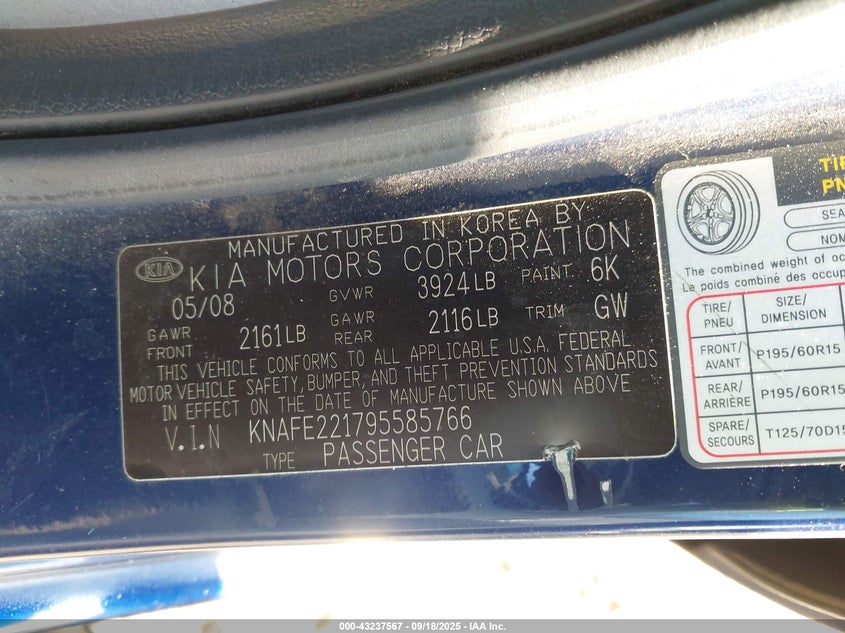 MANUFACTURED IN KOREA BY
KIA KIA MOTORS CORPORATION
05/08 GVWR 3924LB PAINT 6K
GAWR FRONT 2161LB GAWR REAR 2116LB TRIM GW
THIS VEHICLE CONFORMS TO ALL APPLICABLE U.S.A. FEDERAL
MOTOR VEHICLE SAFETY, BUMPER, AND THEFT PREVENTION STANDARDS
IN EFFECT ON THE DATE OF MANUFACTURE SHOWN ABOVE
V.I.N KNAFE221795585766
TYPE PASSENGER CAR
The combined weight of
Le poids combiné des
TIRE/ PNEU SIZE/ DIMENSION
FRONT/ AVANT P195/60R15
REAR/ ARRIÈRE P195/60R15
SPARE/ SECOURS T125/70D15
000-43237567 • 09/18/2025 • IAA Inc.